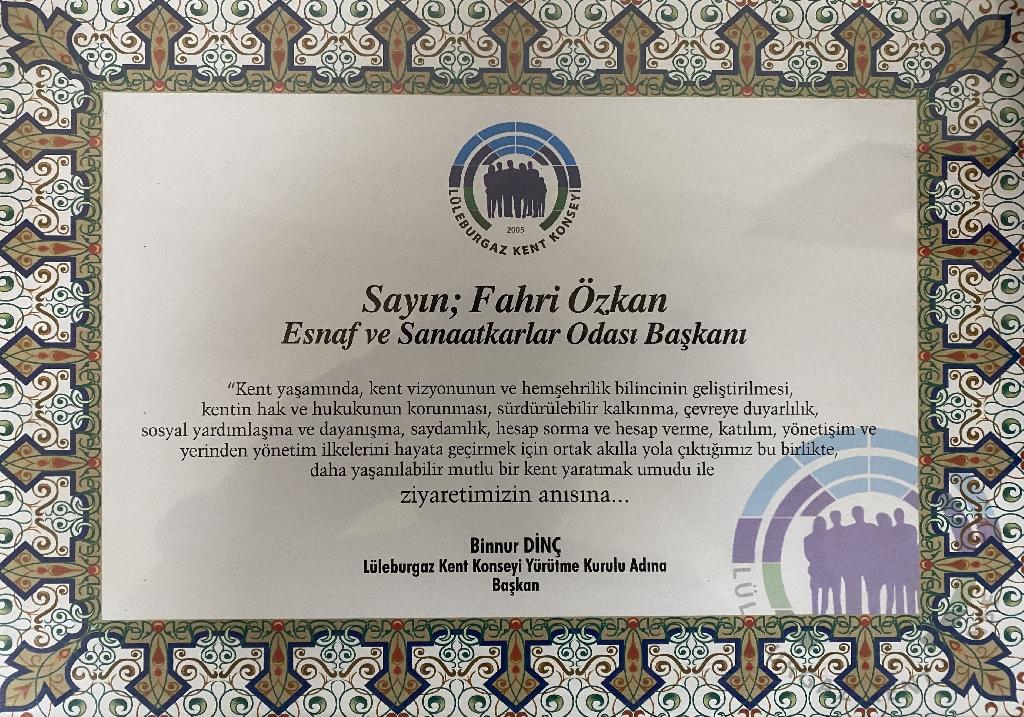 2005
LÜLEBURGAZ KENT KONSEYİ
Sayın; Fahri Özkan
Esnaf ve Sanaatkarlar Odası Başkanı
“Kent yaşamında, kent vizyonunun ve hemşehrilik bilincinin geliştirilmesi,
kentin hak ve hukukunun korunması, sürdürülebilir kalkınma, çevreye duyarlılık,
sosyal yardımlaşma ve dayanışma, saydamlık, hesap sorma ve hesap verme, katılım, yönetişim ve
yerinden yönetim ilkelerini hayata geçirmek için ortak akılla yola çıktığımız bu birlikte,
daha yaşanılabilir mutlu bir kent yaratmak umudu ile
ziyaretimizin anısına...
Binnur DİNÇ
Lüleburgaz Kent Konseyi Yürütme Kurulu Adına
Başkan
LÜL